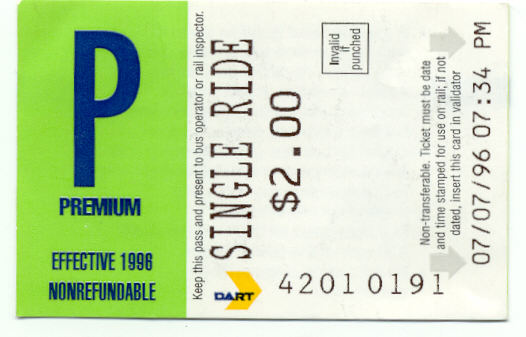 P
PREMIUM
EFFECTIVE 1996
NONREFUNDABLE
Keep this pass and present to bus operator or rail inspector.
SINGLE RIDE
$2.00
Invalid
if
punched
DART
42010191
Non-transferable. Ticket must be date
and time stamped for use on rail; if not
dated, insert this card in validator
07/07/96 07:34 PM